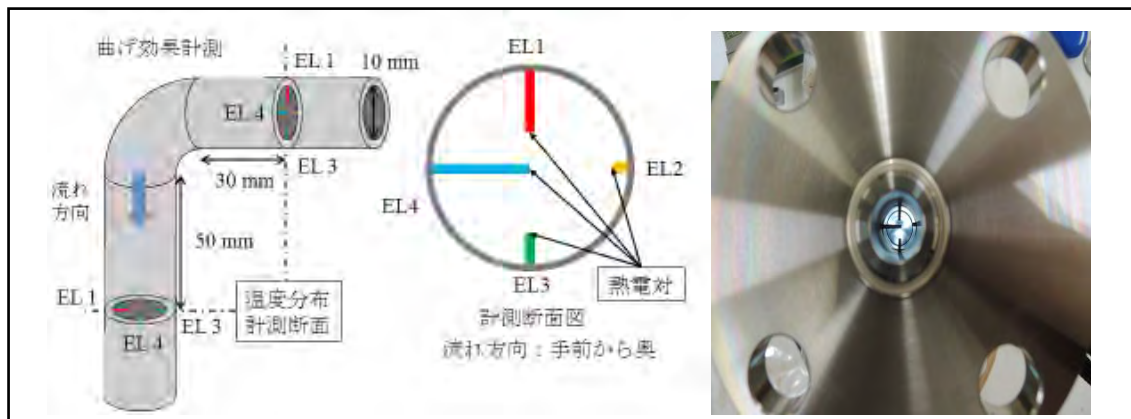 曲げ効果計測
EL 1
10 mm
EL 4
EL 3
30 mm
流れ
方向
50 mm
EL 1
EL 3
EL 4
温度分布
計測断面
EL1
EL2
EL4
EL3
熱電対
計測断面図
流れ方向：手前から奥